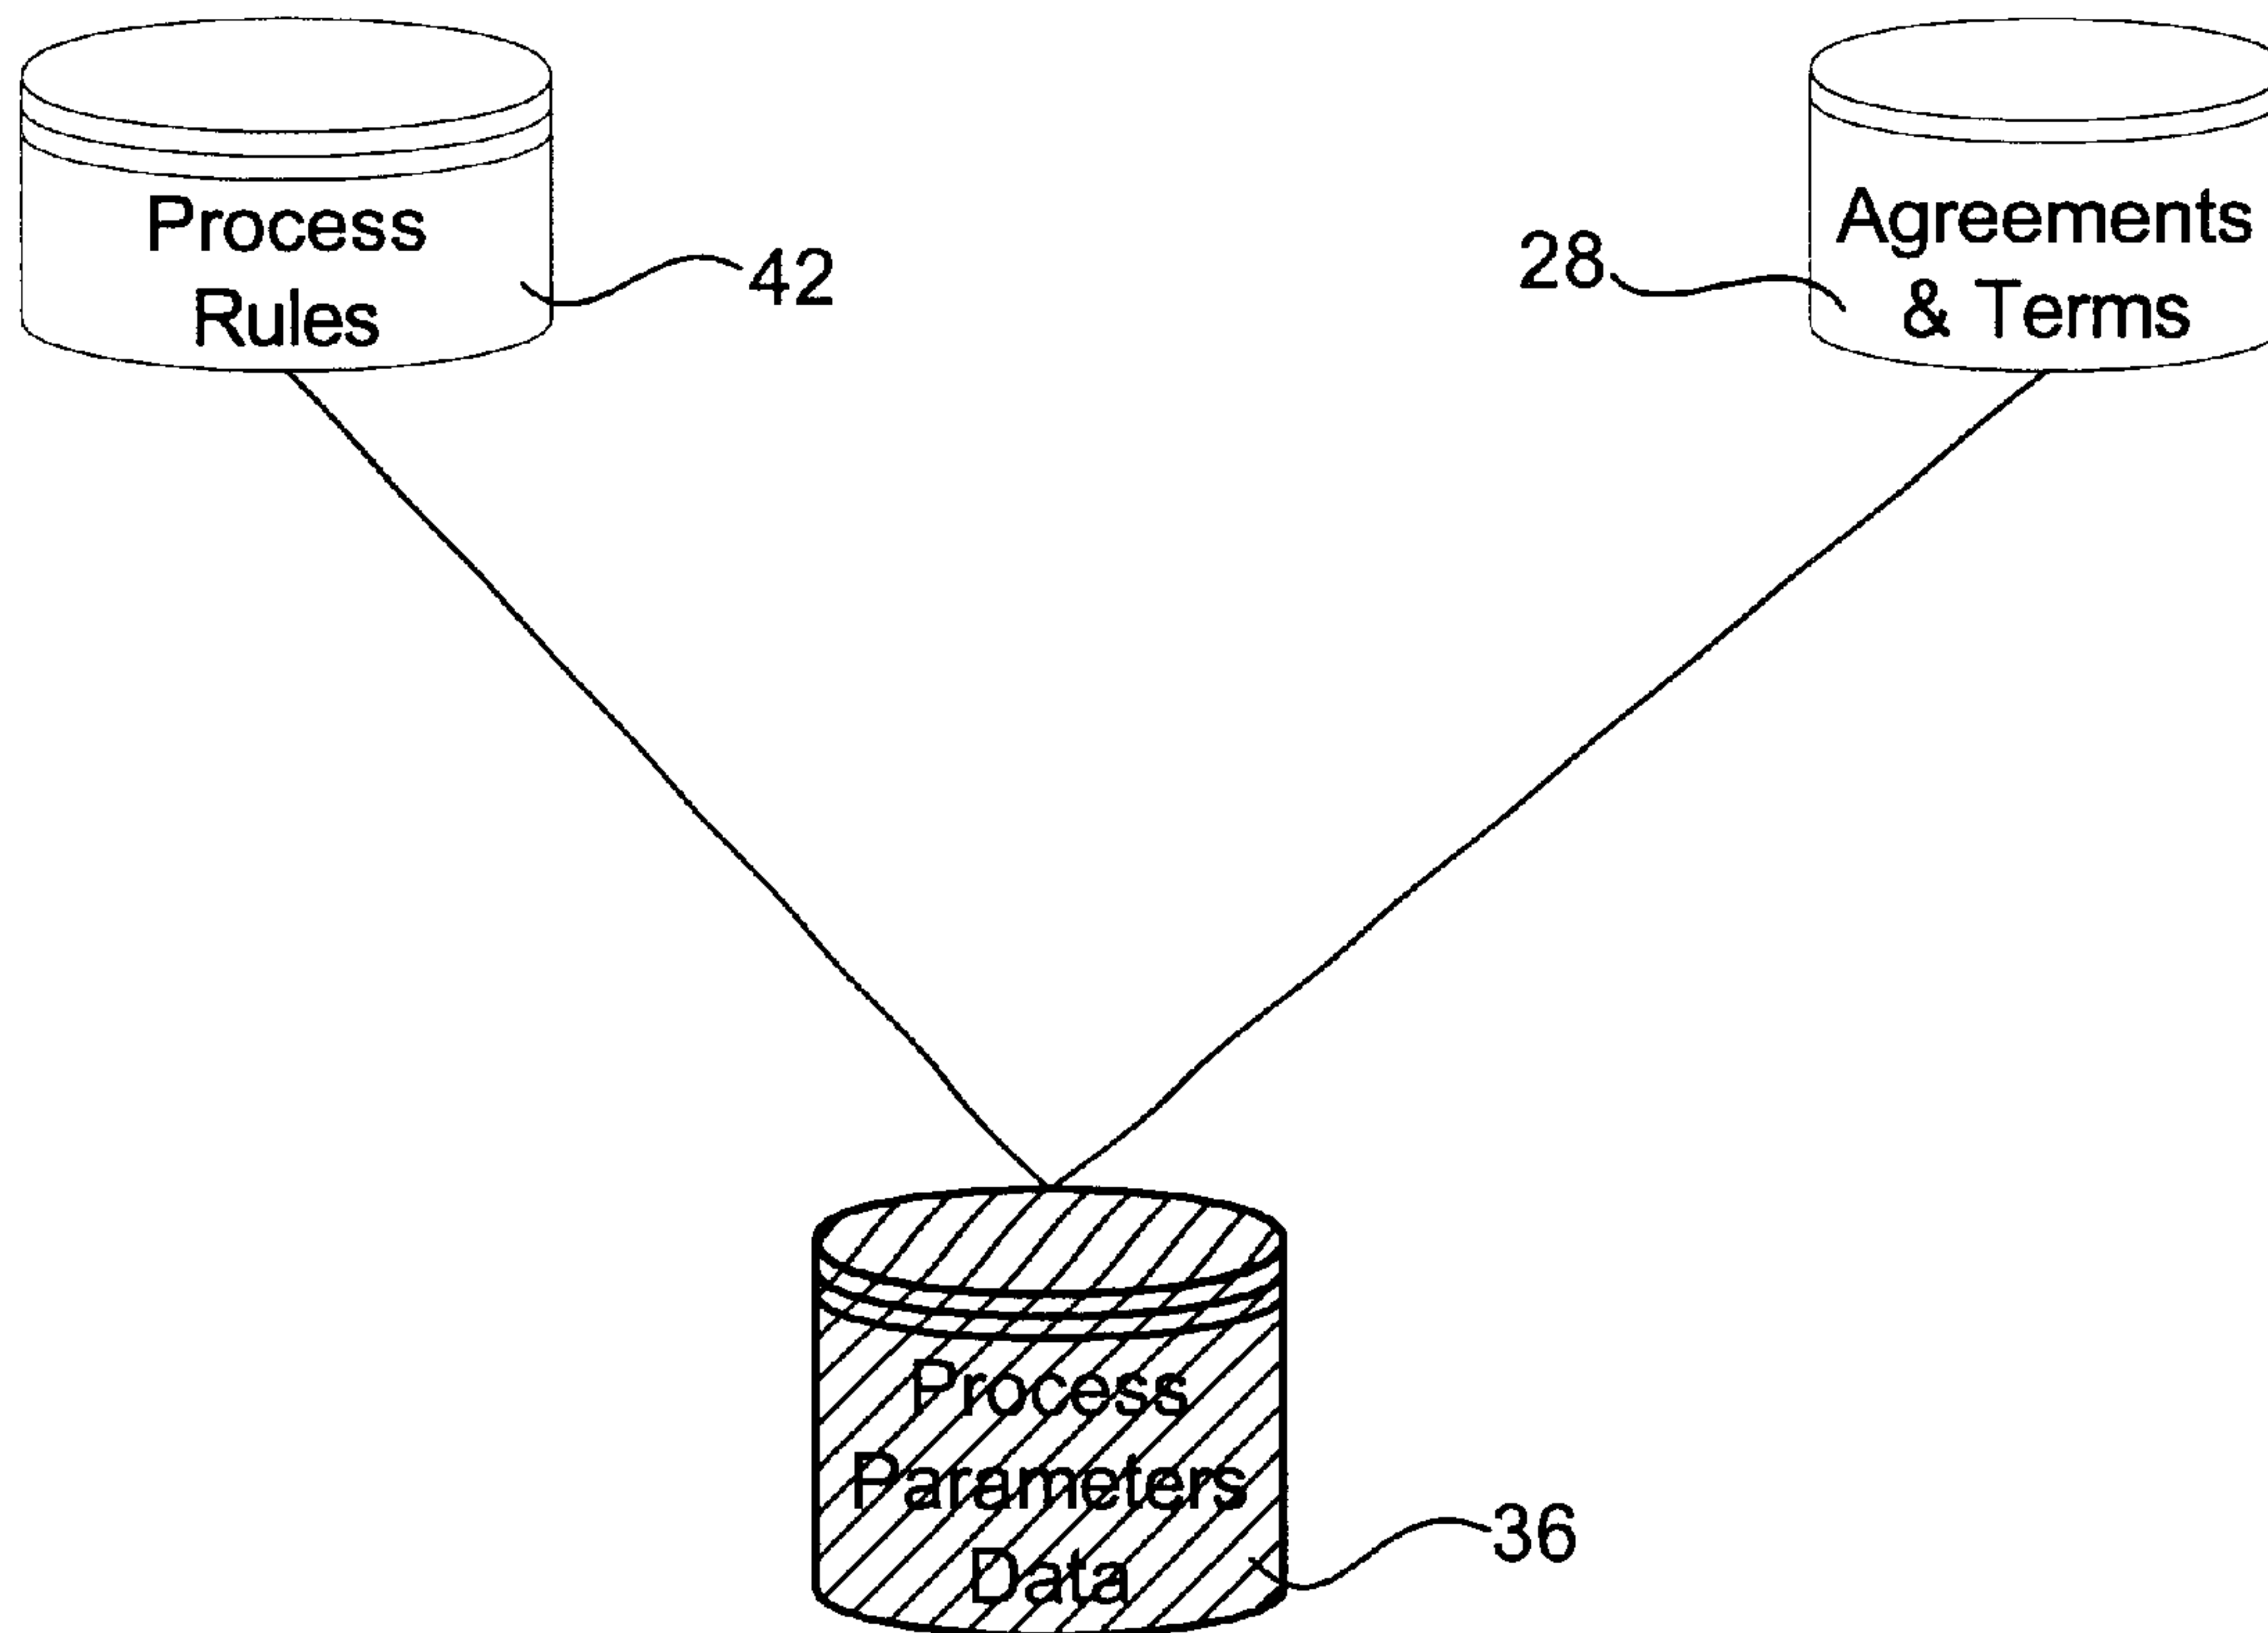 Process
Rules
42
28
Agreements
& Terms
Process
Parameters
Data
36